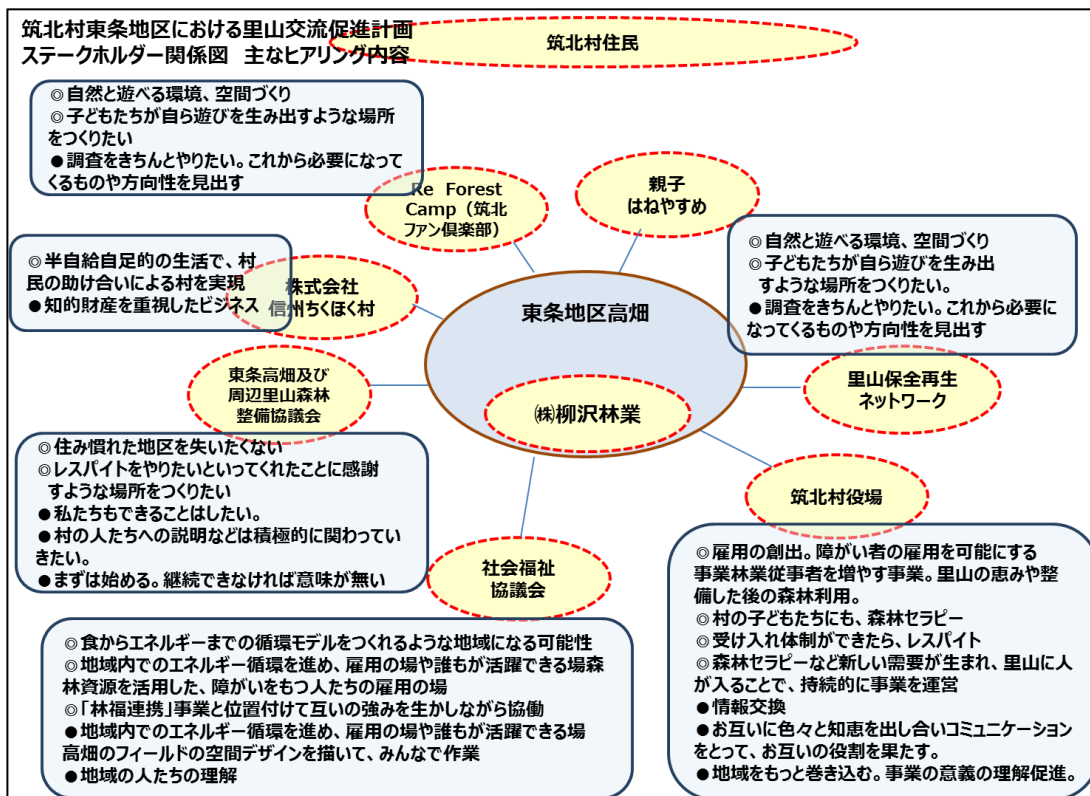 筑北村東条地区における里山交流促進計画
ステークホルダー関係図 主なヒアリング内容
筑北村住民
◎自然と遊べる環境、空間づくり
◎子どもたちが自ら遊びを生み出すような場所
をつくりたい
●調査をきちんとやりたい。これから必要になって
くるものや方向性を見出す
Re Forest
Camp（筑北
ファン倶楽部）
親子
はねやすめ
◎自然と遊べる環境、空間づくり
◎子どもたちが自ら遊びを生み出
すような場所をつくりたい。
●調査をきちんとやりたい。これから必要に
なってくるものや方向性を見出す
◎半自給自足的の生活で、村
民の助け合いによる村を実現
●知的財産を重視したビジネス
株式会社
信州ちくほく村
東条地区高畑
東条高畑及び
周辺里山森林
整備協議会
㈱柳沢林業
里山保全再生
ネットワーク
◎住み慣れた地区を失いたくない
◎レスパイトをやりたいといってくれたことに感謝
すような場所をつくりたい
●私たちもできることはしたい。
●村の人たちへの説明などは積極的に関わってい
きたい。
●まずは始める。継続できなければ意味が無い
社会福祉
協議会
筑北村役場
◎雇用の創出。障がい者の雇用を可能にする
事業林業従事者を増やす事業。里山の恵みや整
備した後の森林利用。
◎村の子どもたちにも、森林セラピー
◎受け入れ体制ができたら、レスパイト
◎森林セラピーなど新しい需要が生まれ、里山に人
が入ることで、持続的に事業を運営
●情報交換
●お互いに色々と知恵を出し合いコミュニケーション
をとって、お互いの役割を果たす。
●地域をもっと巻き込む。事業の意義の理解促進。
◎食からエネルギーまでの循環モデルをつくれるような地域になる可能性
◎地域内でのエネルギー循環を進め、雇用の場や誰もが活躍できる場森
林資源を活用した、障がいをもつ人たちの雇用の場
◎「林福連携」事業と位置付けて互いの強みを生かしながら協働
●地域内でのエネルギー循環を進め、雇用の場や誰もが活躍できる場
高畑のフィールドの空間デザインを描いて、みんなで作業
●地域の人たちの理解